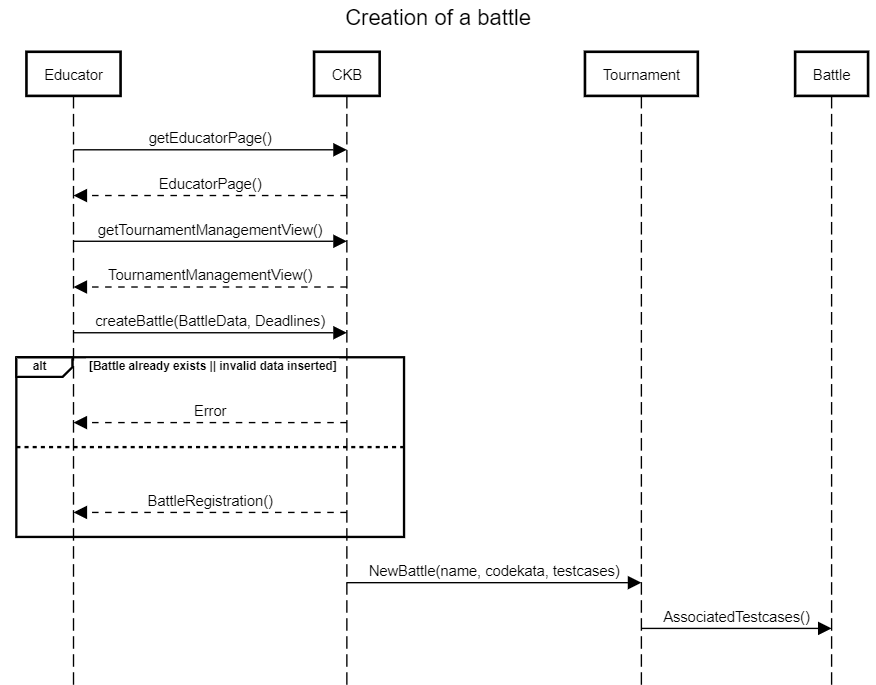 Creation of a battle
Educator
CKB
Tournament
Battle
getEducatorPage()
EducatorPage()
getTournamentManagementView()
TournamentManagementView()
createBattle(BattleData, Deadlines)
alt
[Battle already exists || invalid data inserted]
Error
BattleRegistration()
NewBattle(name, codekata, testcases)
AssociatedTestcases()